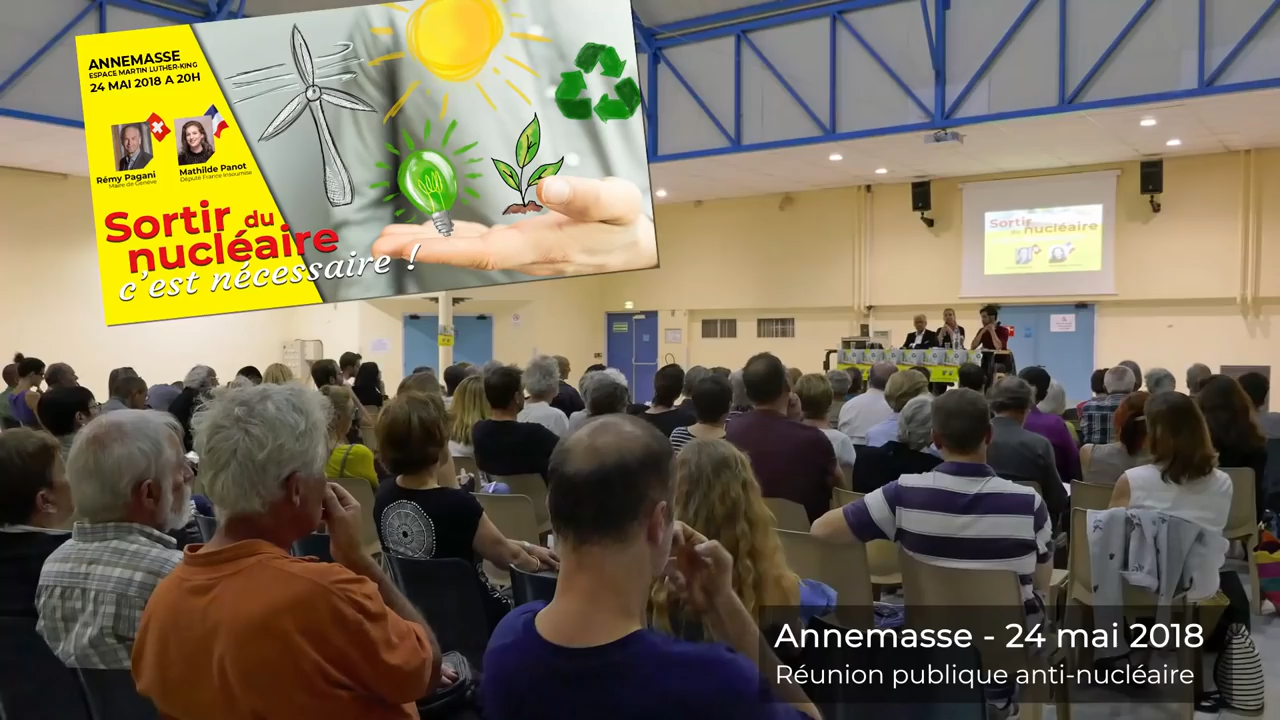 ANNEMASSE
ESPACE MARTIN LUTHER-KING
24 MAI 2018 A 20H
Rémy Pagani
Maire de Genève
Mathilde Panot
Député France Insoumise
Sortir du
nucléaire
c'est nécessaire !
Sortir
du nucléaire
Annemasse - 24 mai 2018
Réunion publique anti-nucléaire